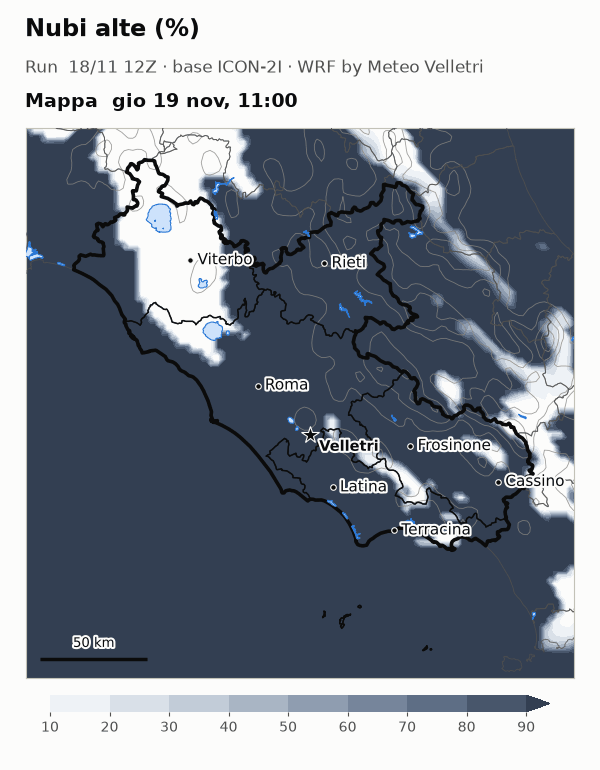 Nubi alte (%)
Run 18/11 12Z · base ICON-2I · WRF by Meteo Velletri
Mappa gio 19 nov, 11:00
Viterbo
Rieti
Roma
Velletri
Frosinone
Latina
Cassino
Terracina
50 km
10 20 30 40 50 60 70 80 90